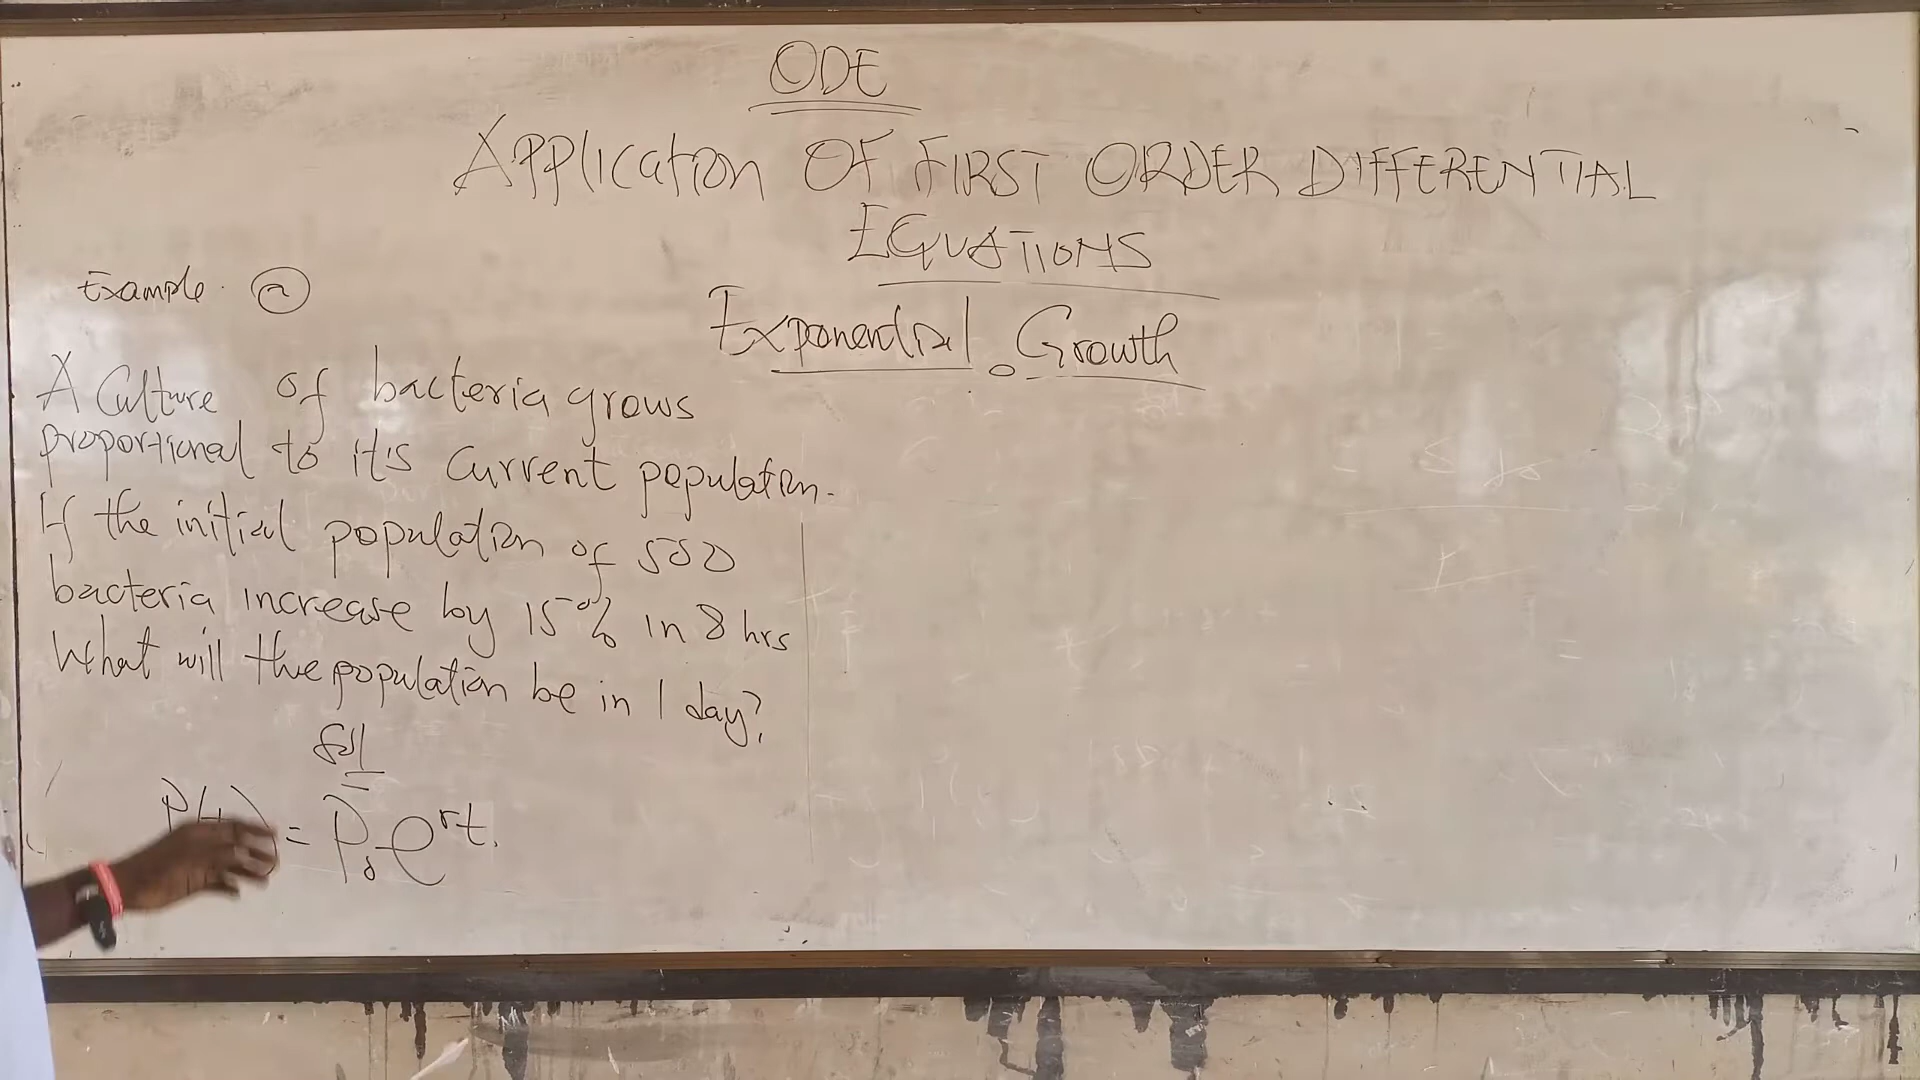 ODE
APPlication OF FIRST ORDER DIFFERENTIAL
EQUATIONS
Exponential Growth
Example (a)
A Culture of bacteria grows
proportional to it's current population.
If the initial population of 500
bacteria increase by 15% in 8 hrs
What will the population be in 1 day?
Sol
P(t) = P₀e^rt.